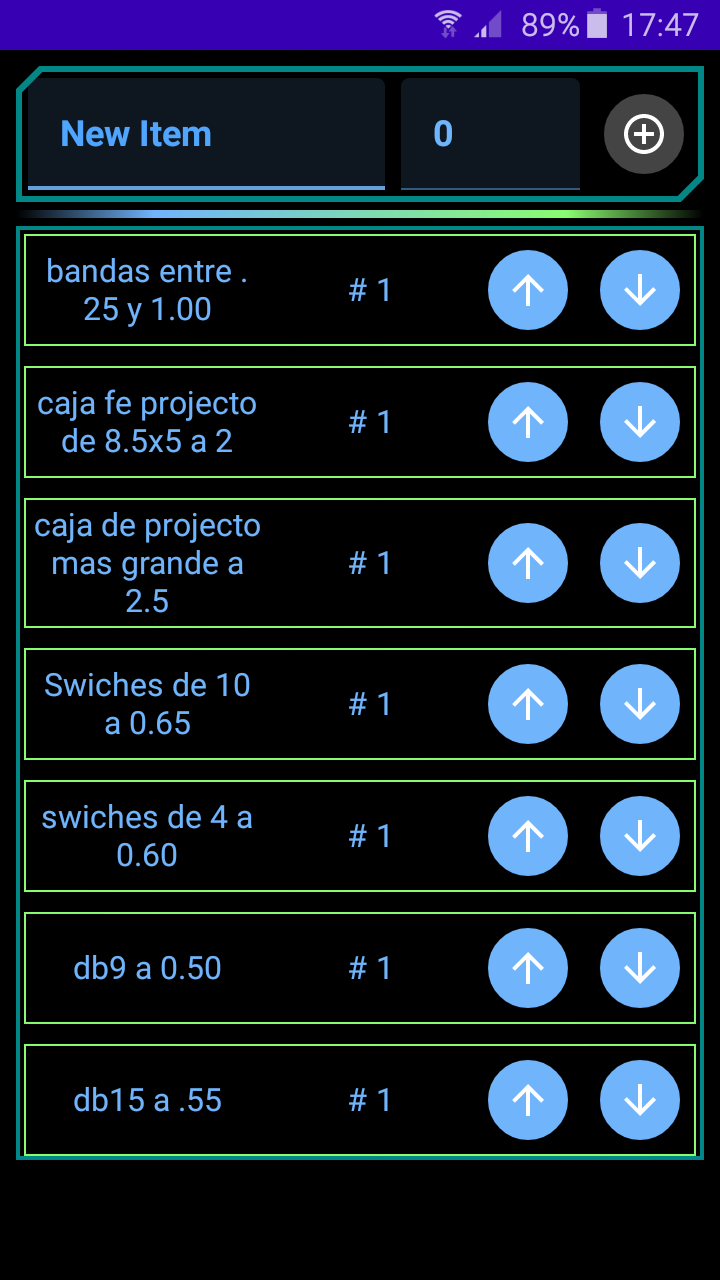 89% 17:47
New Item 0
bandas entre .
25 y 1.00
# 1
caja fe projecto
de 8.5x5 a 2
# 1
caja de projecto
mas grande a
2.5
# 1
Swiches de 10
a 0.65
# 1
swiches de 4 a
0.60
# 1
db9 a 0.50 # 1
db15 a .55 # 1